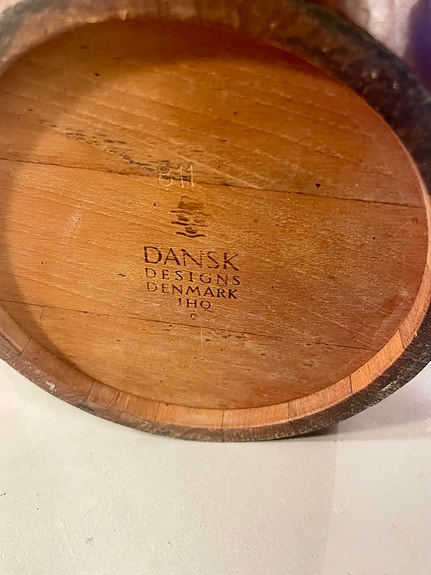 811
DANSK
DESIGNS
DENMARK
IHQ
©